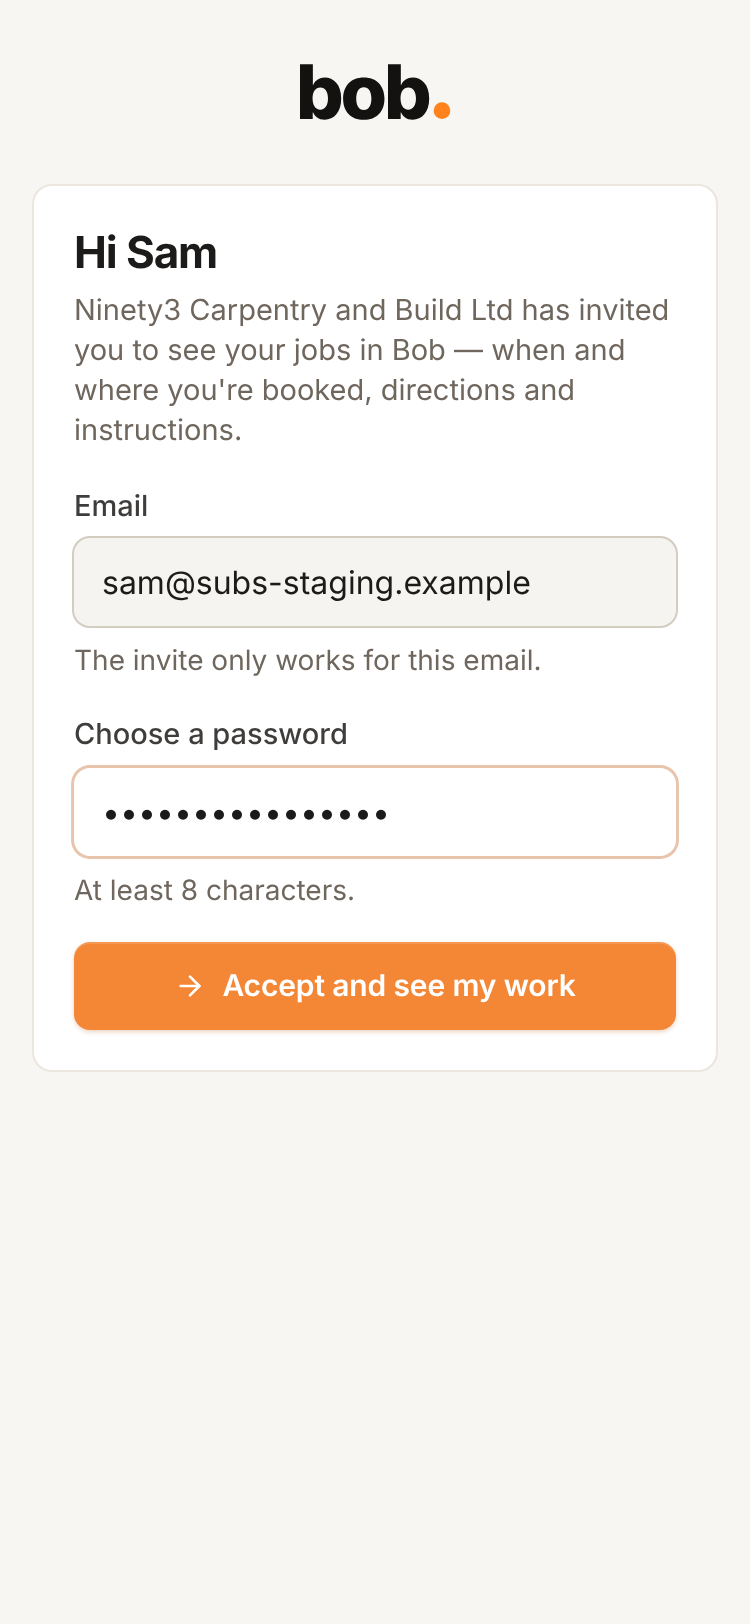 bob.
Hi Sam
Ninety3 Carpentry and Build Ltd has invited
you to see your jobs in Bob — when and
where you're booked, directions and
instructions.
Email
sam@subs-staging.example
The invite only works for this email.
Choose a password
••••••••••••••••
At least 8 characters.
→ Accept and see my work